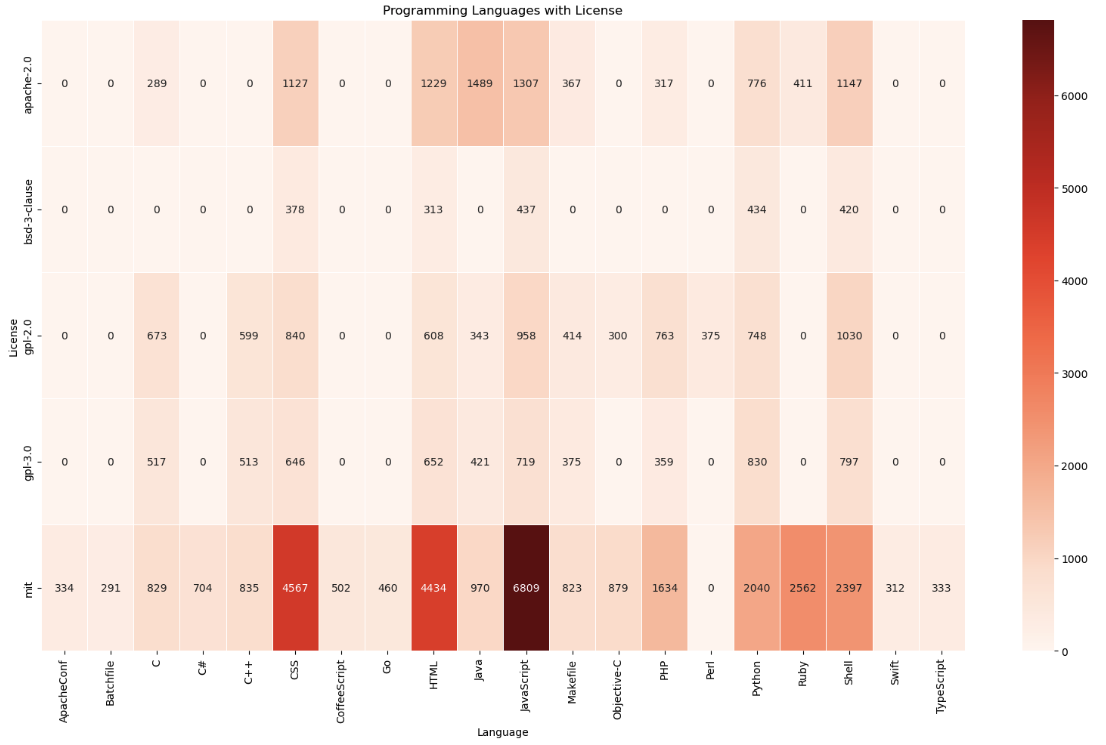 Programming Languages with License
apache-2.0
0 0 289 0 0 1127 0 0 1229 1489 1307 367 0 317 0 776 411 1147 0 0
bsd-3-clause
0 0 0 0 0 378 0 0 313 0 437 0 0 0 0 434 0 420 0 0
License
gpl-2.0
0 0 673 0 599 840 0 0 608 343 958 414 300 763 375 748 0 1030 0 0
gpl-3.0
0 0 517 0 513 646 0 0 652 421 719 375 0 359 0 830 0 797 0 0
mit
334 291 829 704 835 4567 502 460 4434 970 6809 823 879 1634 0 2040 2562 2397 312 333
ApacheConf Batchfile C C# C++ CSS CoffeeScript Go HTML Java JavaScript Makefile Objective-C PHP Perl Python Ruby Shell Swift TypeScript
Language
6000
5000
4000
3000
2000
1000
0